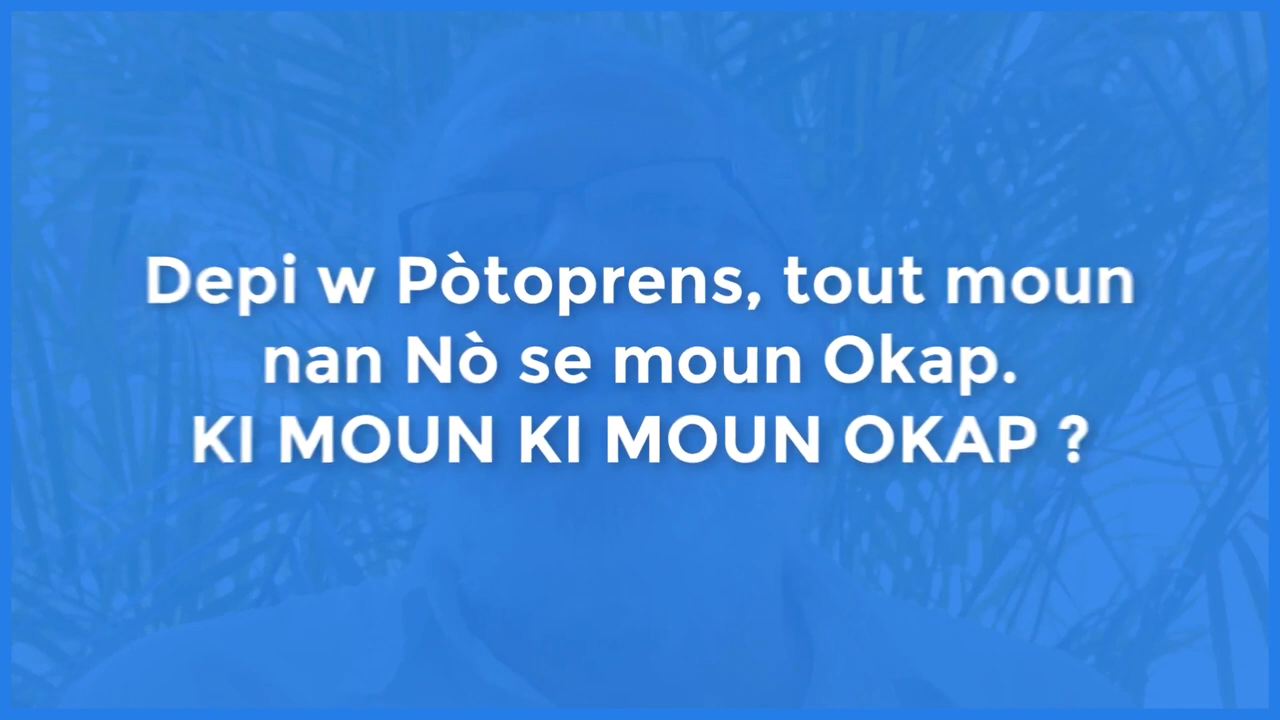 Depi w Pòtoprens, tout moun
nan Nò se moun Okap.
KI MOUN KI MOUN OKAP ?